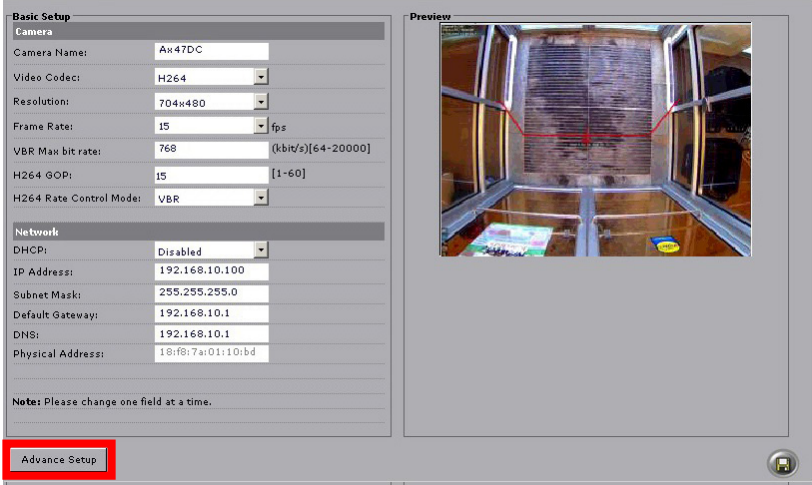 Basic Setup
Camera
Camera Name: Ax47DC
Video Codec: H264
Resolution: 704x480
Frame Rate: 15 fps
VBR Max bit rate: 768 (kbit/s)[64-20000]
H264 GOP: 15 [1-60]
H264 Rate Control Mode: VBR
Network
DHCP: Disabled
IP Address: 192.168.10.100
Subnet Mask: 255.255.255.0
Default Gateway: 192.168.10.1
DNS: 192.168.10.1
Physical Address: 18:f8:7a:01:10:bd
Note: Please change one field at a time.
Advance Setup
Preview